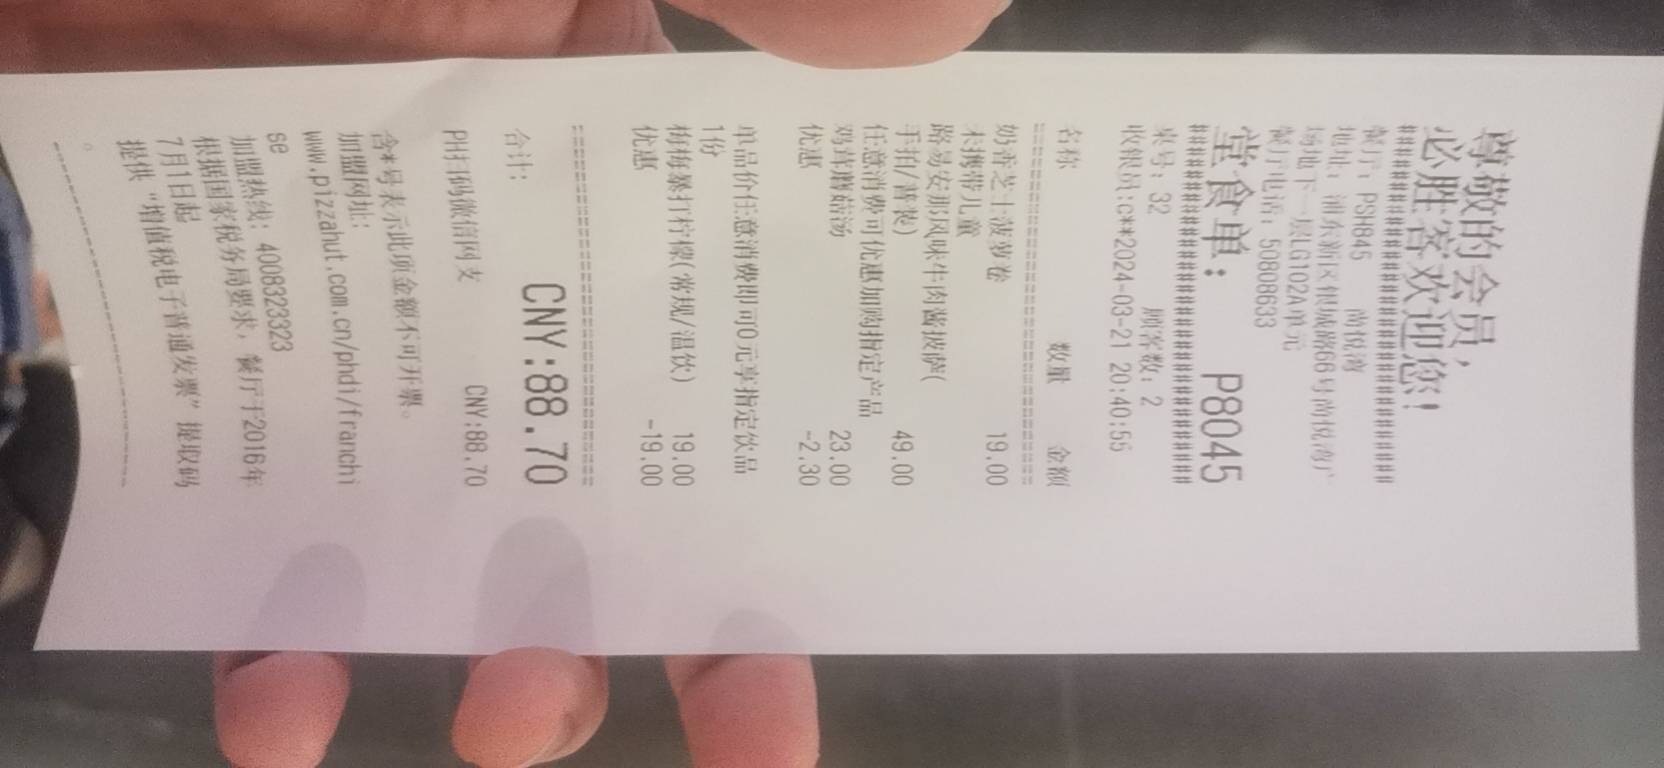 尊敬的会员,
必胜客欢迎您!
################################
餐厅: PSH845 尚悦湾
地址: 浦东新区银城路66号尚悦湾广
场地下一层LG102A单元
餐厅电话: 50808633
堂食单: P8045
################################
桌号: 32 顾客数: 2
收银员:c**2024-03-21 20:40:55
名称 数量 金额
================================
奶香芝士菠萝卷 19.00
未携带儿童
路易安那风味牛肉酱披萨(
手拍/普装) 49.00
任意消费可优惠加购指定产品
鸡茸蘑菇汤 23.00
优惠 -2.30
单品价任意消费即可0元享指定饮品
1份
梅梅暴打柠檬(常规/温饮) 19.00
优惠 -19.00
================================
合计: CNY:88.70
PH扫码微信网支 CNY:88.70
含*号表示此项金额不可开票。
加盟网址:
www.pizzahut.com.cn/phdi/franchi
se
加盟热线: 4008323323
根据国家税务局要求, 餐厅于2016年
7月1日起
提供 “增值税电子普通发票” 提取码
。
--------------------------------